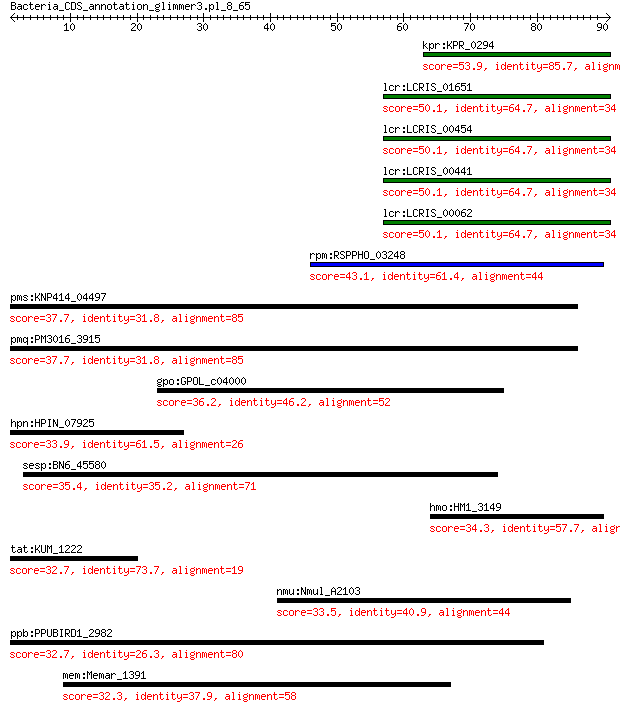 Bacteria_CDS_annotation_glimmer3.pl_8_65
10 20 30 40 50 60 70 80 90
kpr:KPR_0294
score=53.9, identity=85.7, alignm
lcr:LCRIS_01651
score=50.1, identity=64.7, alignment=34
lcr:LCRIS_00454
score=50.1, identity=64.7, alignment=34
lcr:LCRIS_00441
score=50.1, identity=64.7, alignment=34
lcr:LCRIS_00062
score=50.1, identity=64.7, alignment=34
rpm:RSPPHO_03248
score=43.1, identity=61.4, alignment=44
pms:KNP414_04497
score=37.7, identity=31.8, alignment=85
pmq:PM3016_3915
score=37.7, identity=31.8, alignment=85
gpo:GPOL_c04000
score=36.2, identity=46.2, alignment=52
hpn:HPIN_07925
score=33.9, identity=61.5, alignment=26
sesp:BN6_45580
score=35.4, identity=35.2, alignment=71
hmo:HM1_3149
score=34.3, identity=57.7, alignm
tat:KUM_1222
score=32.7, identity=73.7, alignment=19
nmu:Nmul_A2103
score=33.5, identity=40.9, alignment=44
ppb:PPUBIRD1_2982
score=32.7, identity=26.3, alignment=80
mem:Memar_1391
score=32.3, identity=37.9, alignment=58